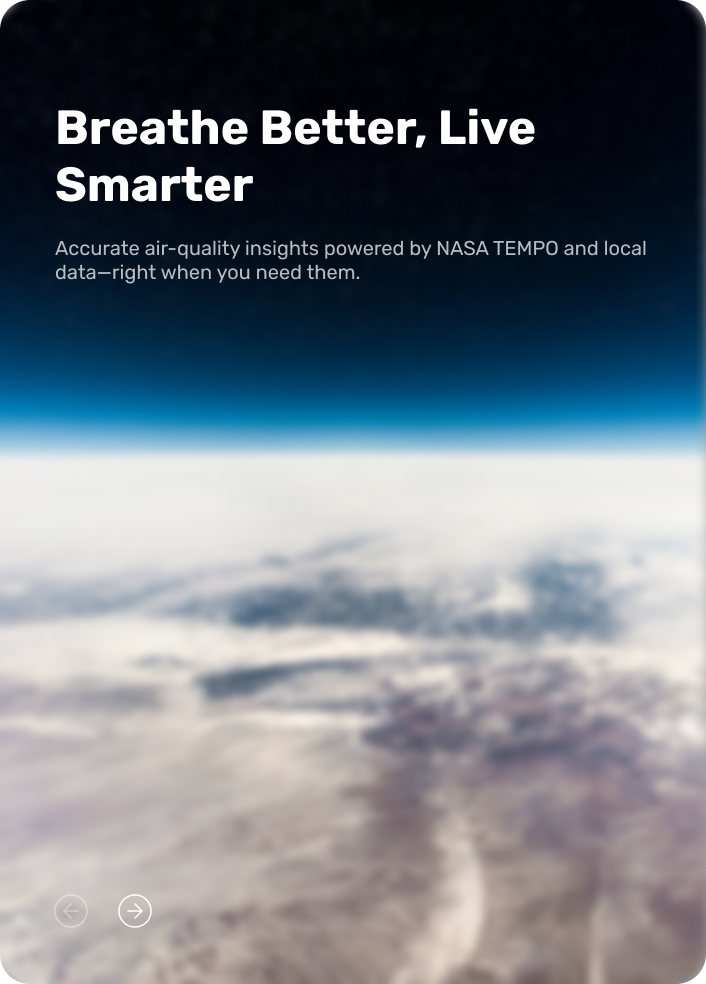 Breathe Better, Live
Smarter
Accurate air-quality insights powered by NASA TEMPO and local
data—right when you need them.